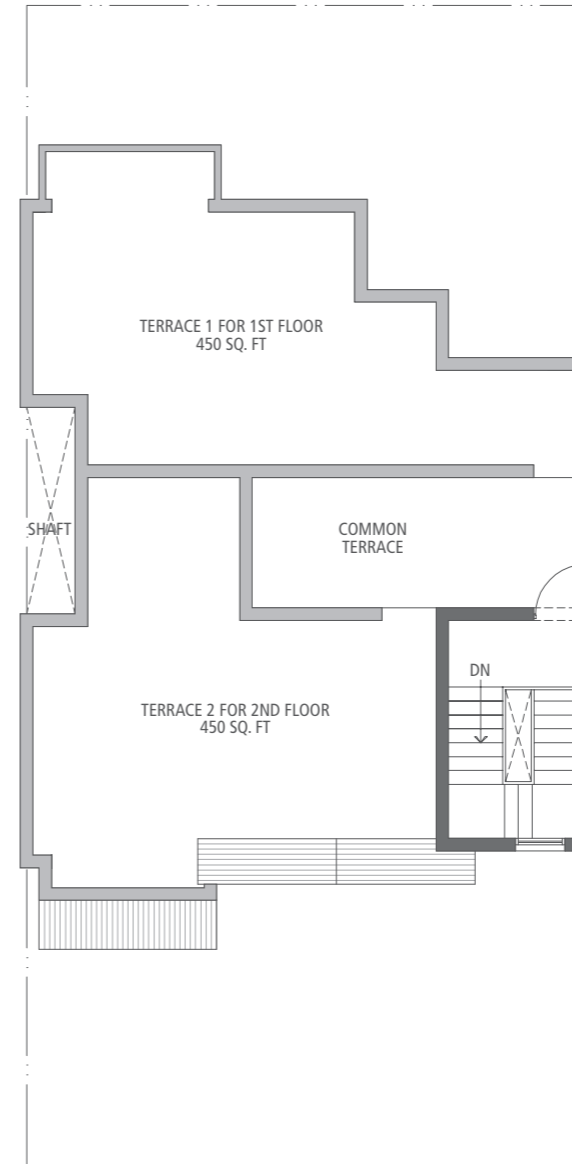 TERRACE 1 FOR 1ST FLOOR
450 SQ. FT
SHAFT
COMMON
TERRACE
DN
TERRACE 2 FOR 2ND FLOOR
450 SQ. FT